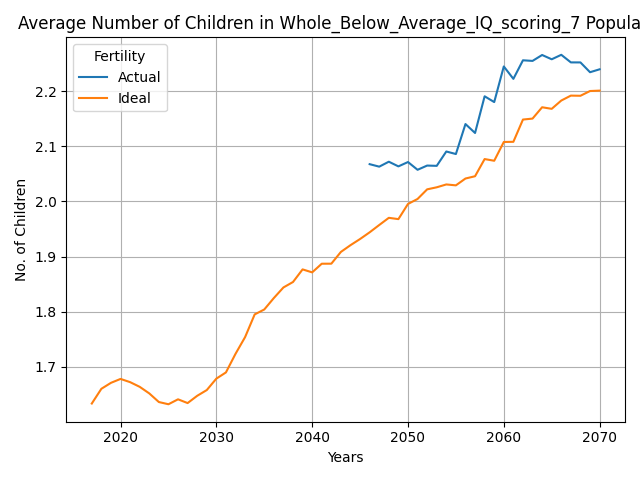 Average Number of Children in Whole_Below_Average_IQ_scoring_7 Popula
Fertility
Actual
Ideal
No. of Children
2.2
2.1
2.0
1.9
1.8
1.7
2020 2030 2040 2050 2060 2070
Years